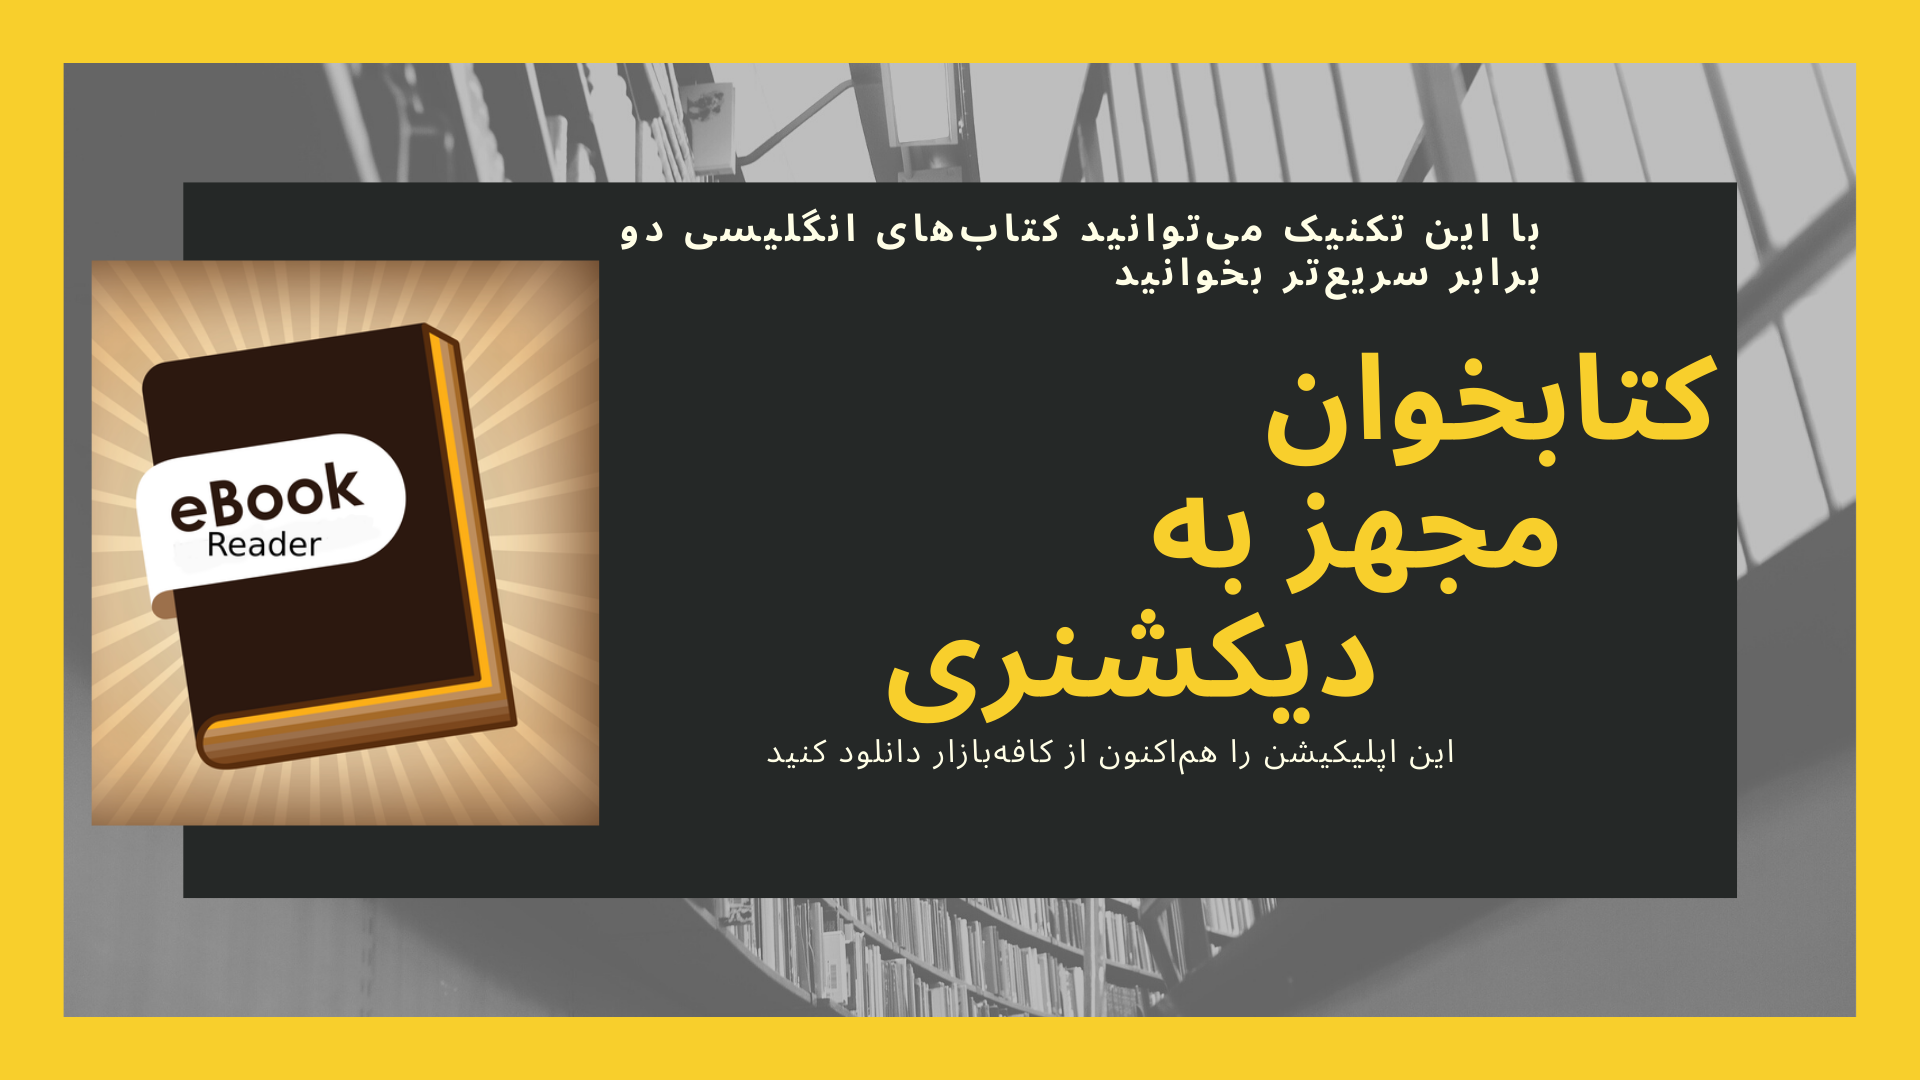 با این تکنیک می‌توانید کتاب‌های انگلیسی دو
برابر سریع‌تر بخوانید
کتابخوان
مجهز به
دیکشنری
این اپلیکیشن را هم‌اکنون از کافه‌بازار دانلود کنید
eBook
Reader